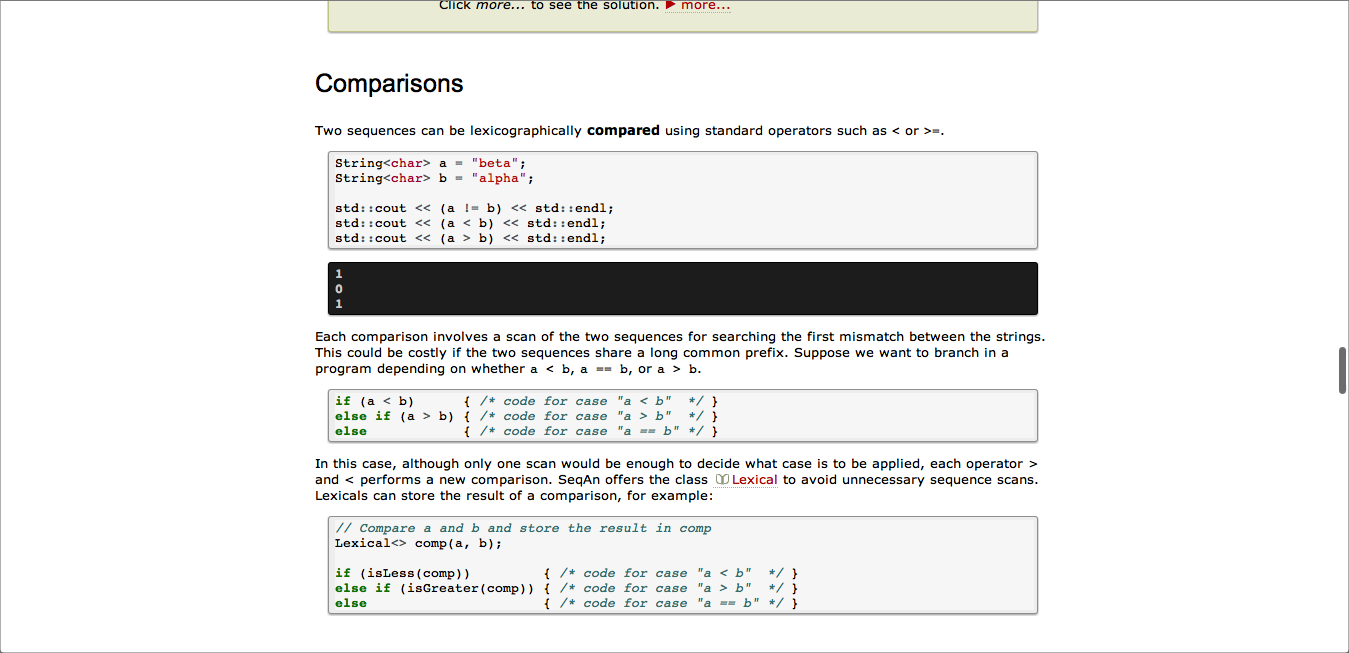 Click more... to see the solution. ▶ more...
Comparisons
Two sequences can be lexicographically compared using standard operators such as < or >=.
String<char> a = "beta";
String<char> b = "alpha";
std::cout << (a != b) << std::endl;
std::cout << (a < b) << std::endl;
std::cout << (a > b) << std::endl;
1
0
1
Each comparison involves a scan of the two sequences for searching the first mismatch between the strings.
This could be costly if the two sequences share a long common prefix. Suppose we want to branch in a
program depending on whether a < b, a == b, or a > b.
if (a < b)      { /* code for case "a < b"  */ }
else if (a > b) { /* code for case "a > b"  */ }
else            { /* code for case "a == b" */ }
In this case, although only one scan would be enough to decide what case is to be applied, each operator >
and < performs a new comparison. SeqAn offers the class Lexical to avoid unnecessary sequence scans.
Lexicals can store the result of a comparison, for example:
// Compare a and b and store the result in comp
Lexical<> comp(a, b);
if (isLess(comp))         { /* code for case "a < b"  */ }
else if (isGreater(comp)) { /* code for case "a > b"  */ }
else                      { /* code for case "a == b" */ }